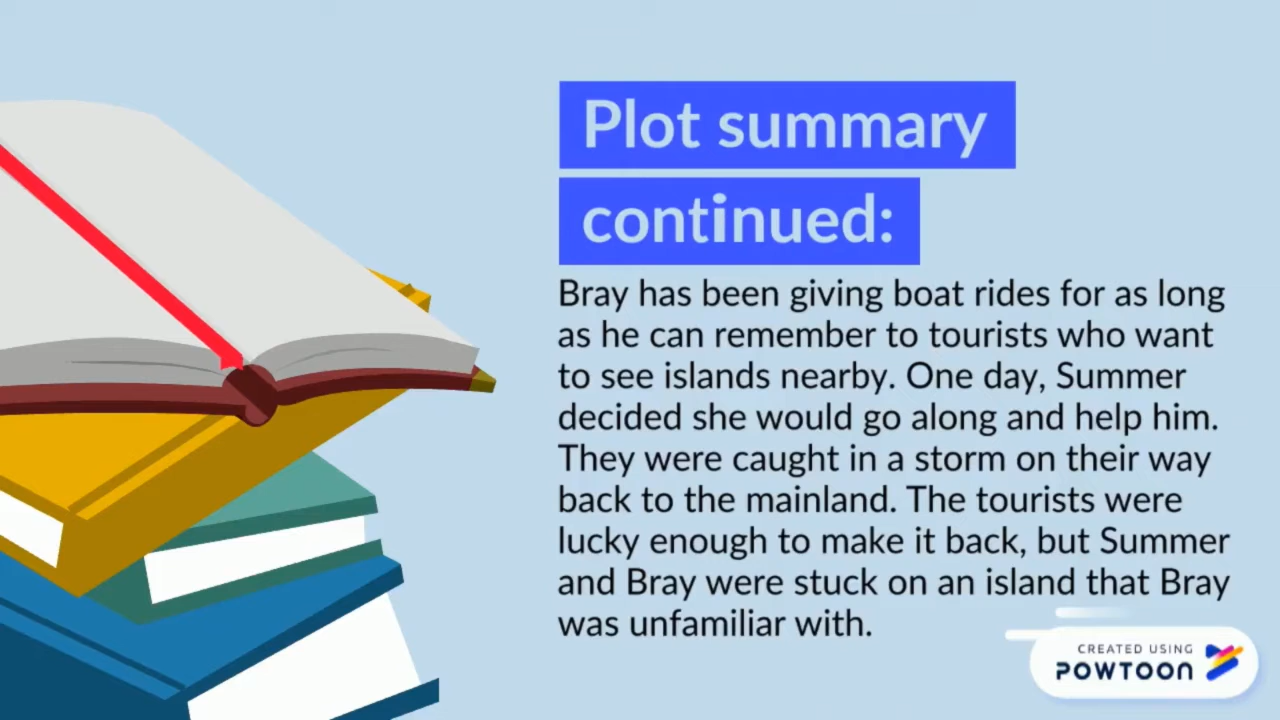 Plot summary
continued:
Bray has been giving boat rides for as long
as he can remember to tourists who want
to see islands nearby. One day, Summer
decided she would go along and help him.
They were caught in a storm on their way
back to the mainland. The tourists were
lucky enough to make it back, but Summer
and Bray were stuck on an island that Bray
was unfamiliar with.
CREATED USING
POWTOON